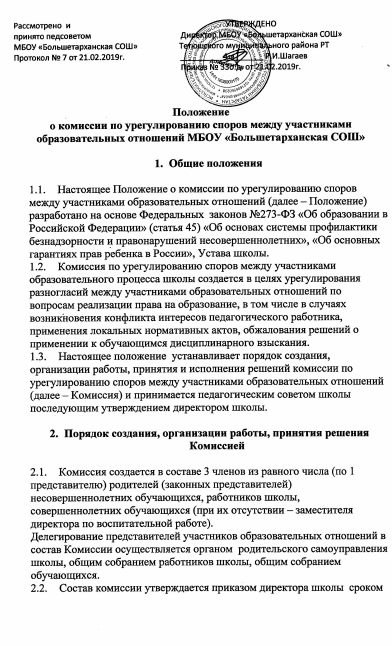 Рассмотрено и
принято педсоветом
МБОУ «Большетарханская СОШ»
Протокол № 7 от 21.02.2019г.
УТВЕРЖДЕНО
Директор МБОУ «Большетарханская СОШ»
Тетюшского муниципального района РТ
Р.И.Шагаев
Приказ № 33 от 21.02.2019г.
Положение
о комиссии по урегулированию споров между участниками
образовательных отношений МБОУ «Большетарханская СОШ»
1. Общие положения
1.1. Настоящее Положение о комиссии по урегулированию споров
между участниками образовательных отношений (далее – Положение)
разработано на основе Федеральных законов №273-ФЗ «Об образовании в
Российской Федерации» (статья 45) «Об основах системы профилактики
безнадзорности и правонарушений несовершеннолетних», «Об основных
гарантиях прав ребенка в России», Устава школы.
1.2. Комиссия по урегулированию споров между участниками
образовательного процесса школы создается в целях урегулирования
разногласий между участниками образовательных отношений по
вопросам реализации права на образование, в том числе в случаях
возникновения конфликта интересов педагогического работника,
применения локальных нормативных актов, обжалования решений о
применении к обучающимся дисциплинарного взыскания.
1.3. Настоящее положение устанавливает порядок создания,
организации работы, принятия и исполнения решений комиссии по
урегулированию споров между участниками образовательных отношений
(далее – Комиссия) и принимается педагогическим советом школы
последующим утверждением директором школы.
2. Порядок создания, организации работы, принятия решения
Комиссией
2.1. Комиссия создается в составе 3 членов из равного числа (по 1
представителю) родителей (законных представителей)
несовершеннолетних обучающихся, работников школы,
совершеннолетних обучающихся (при их отсутствии – заместителя
директора по воспитательной работе).
Делегирование представителей участников образовательных отношений в
состав Комиссии осуществляется органом родительского самоуправления
школы, общим собранием работников школы, общим собранием
обучающихся.
2.2. Состав комиссии утверждается приказом директора школы сроком